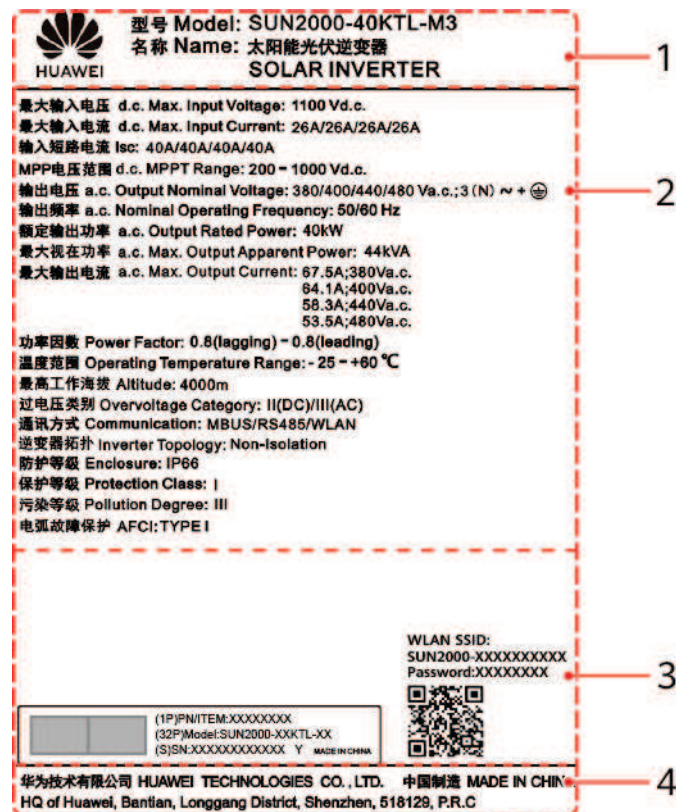 型号 Model: SUN2000-40KTL-M3
名称 Name: 太阳能光伏逆变器
HUAWEI
SOLAR INVERTER
1
最大输入电压 d.c. Max. Input Voltage: 1100 Vd.c.
最大输入电流 d.c. Max. Input Current: 26A/26A/26A/26A
输入短路电流 Isc: 40A/40A/40A/40A
MPP电压范围 d.c. MPPT Range: 200 - 1000 Vd.c.
输出电压 a.c. Output Nominal Voltage: 380/400/440/480 Va.c.;3(N) ~ +
2
输出频率 a.c. Nominal Operating Frequency: 50/60 Hz
额定输出功率 a.c. Output Rated Power: 40kW
最大视在功率 a.c. Max. Output Apparent Power: 44kVA
最大输出电流 a.c. Max. Output Current: 67.5A;380Va.c.
64.1A;400Va.c.
58.3A;440Va.c.
53.5A;480Va.c.
功率因数 Power Factor: 0.8(lagging) - 0.8(leading)
温度范围 Operating Temperature Range: - 25 - +60 ℃
最高工作海拔 Altitude: 4000m
过电压类别 Overvoltage Category: II(DC)/III(AC)
通讯方式 Communication: MBUS/RS485/WLAN
逆变器拓扑 Inverter Topology: Non-Isolation
防护等级 Enclosure: IP66
保护等级 Protection Class: I
污染等级 Pollution Degree: III
电弧故障保护 AFCI:TYPE I
WLAN SSID:
SUN2000-XXXXXXXXXX
Password:XXXXXXXX
3
(1P)PN/ITEM:XXXXXXXX
(32P)Model:SUN2000-XXKTL-XX
(S)SN:XXXXXXXXXXXX Y MADE IN CHINA
华为技术有限公司 HUAWEI TECHNOLOGIES CO., LTD. 中国制造 MADE IN CHIN
4
HQ of Huawei, Bantian, Longgang District, Shenzhen, 518129, P.R.C